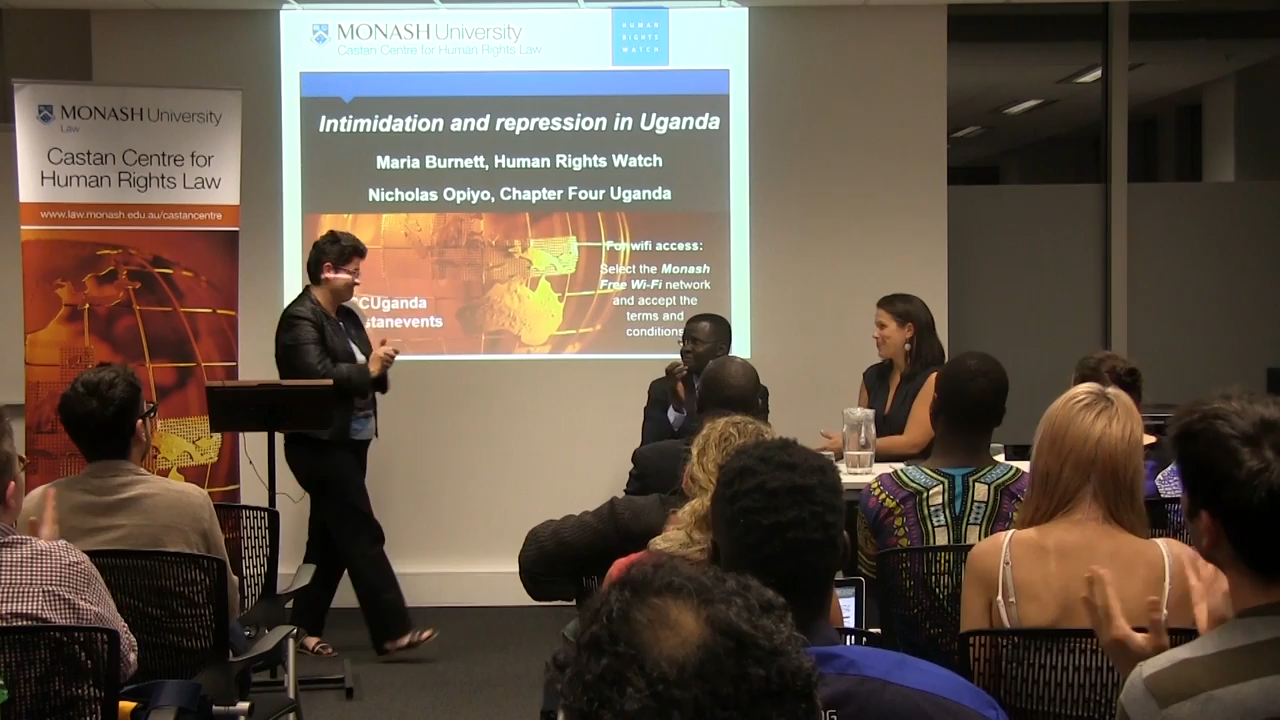 MONASH University
Law
Castan Centre for
Human Rights Law
www.law.monash.edu.au/castancentre
MONASH University
Castan Centre for Human Rights Law
HUMAN
RIGHTS
WATCH
Intimidation and repression in Uganda
Maria Burnett, Human Rights Watch
Nicholas Opiyo, Chapter Four Uganda
For wifi access:
Select the Monash
Free Wi-Fi network
and accept the
terms and
conditions
CCUganda
stanevents